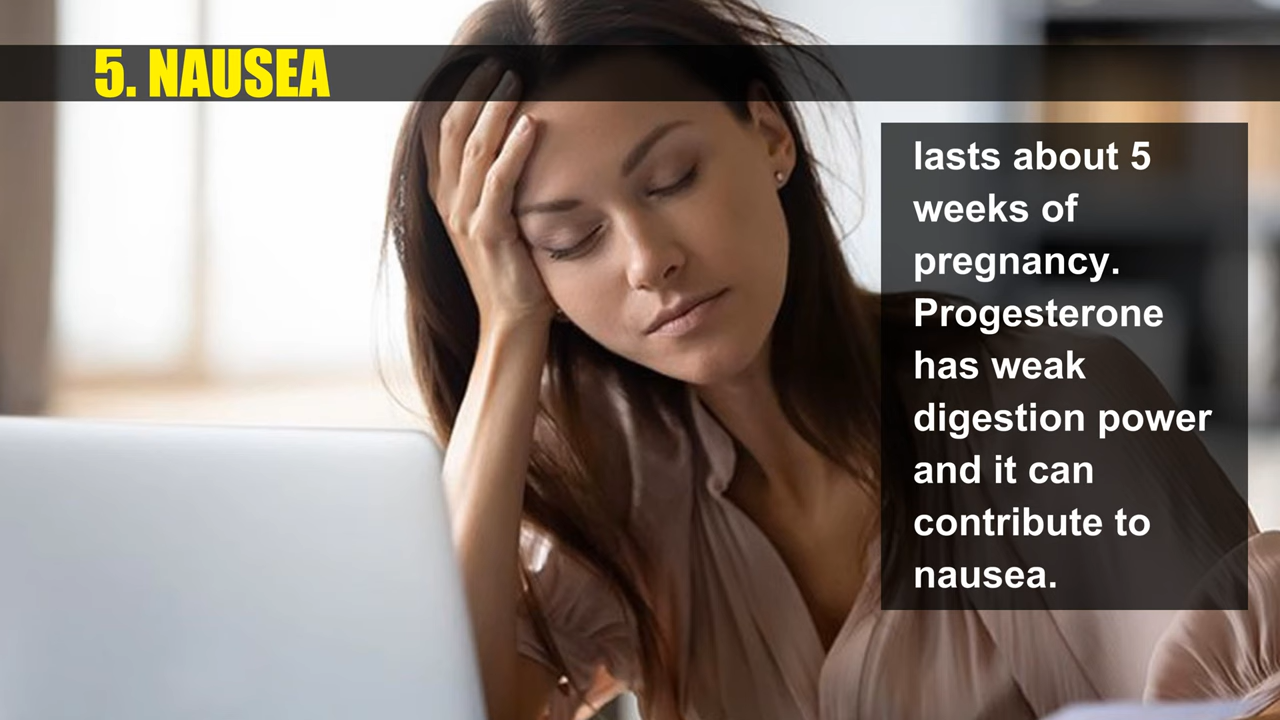 5. NAUSEA
lasts about 5
weeks of
pregnancy.
Progesterone
has weak
digestion power
and it can
contribute to
nausea.